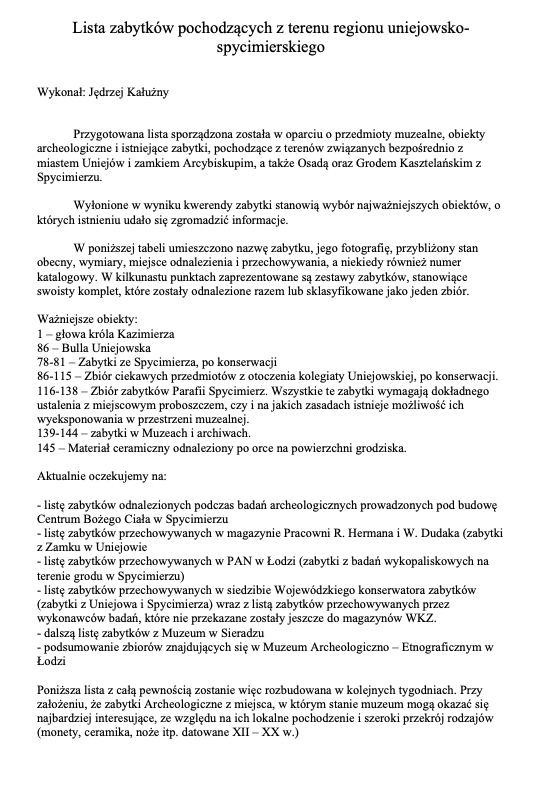 Lista zabytków pochodzących z terenu regionu uniejowsko-
spycimierskiego
Wykonał: Jędrzej Kałużny
Przygotowana lista sporządzona została w oparciu o przedmioty muzealne, obiekty
archeologiczne i istniejące zabytki, pochodzące z terenów związanych bezpośrednio z
miastem Uniejów i zamkiem Arcybiskupim, a także Osadą oraz Grodem Kasztelańskim z
Spycimierzu.
Wyłonione w wyniku kwerendy zabytki stanowią wybór najważniejszych obiektów, o
których istnieniu udało się zgromadzić informacje.
W poniższej tabeli umieszczono nazwę zabytku, jego fotografię, przybliżony stan
obecny, wymiary, miejsce odnalezienia i przechowywania, a niekiedy również numer
katalogowy. W kilkunastu punktach zaprezentowane są zestawy zabytków, stanowiące
swoisty komplet, które zostały odnalezione razem lub sklasyfikowane jako jeden zbiór.
Ważniejsze obiekty:
1 – głowa króla Kazimierza
86 – Bulla Uniejowska
78-81 – Zabytki ze Spycimierza, po konserwacji
86-115 – Zbiór ciekawych przedmiotów z otoczenia kolegiaty Uniejowskiej, po konserwacji.
116-138 – Zbiór zabytków Parafii Spycimierz. Wszystkie te zabytki wymagają dokładnego
ustalenia z miejscowym proboszczem, czy i na jakich zasadach istnieje możliwość ich
wyeksponowania w przestrzeni muzealnej.
139-144 – zabytki w Muzeach i archiwach.
145 – Materiał ceramiczny odnaleziony po orce na powierzchni grodziska.
Aktualnie oczekujemy na:
- listę zabytków odnalezionych podczas badań archeologicznych prowadzonych pod budowę
Centrum Bożego Ciała w Spycimierzu
- listę zabytków przechowywanych w magazynie Pracowni R. Hermana i W. Dudaka (zabytki
z Zamku w Uniejowie
- listę zabytków przechowywanych w PAN w Łodzi (zabytki z badań wykopaliskowych na
terenie grodu w Spycimierzu)
- listę zabytków przechowywanych w siedzibie Wojewódzkiego konserwatora zabytków
(zabytki z Uniejowa i Spycimierza) wraz z listą zabytków przechowywanych przez
wykonawców badań, które nie przekazane zostały jeszcze do magazynów WKZ.
- dalszą listę zabytków z Muzeum w Sieradzu
- podsumowanie zbiorów znajdujących się w Muzeum Archeologiczno – Etnograficznym w
Łodzi
Poniższa lista z całą pewnością zostanie więc rozbudowana w kolejnych tygodniach. Przy
założeniu, że zabytki Archeologiczne z miejsca, w którym stanie muzeum mogą okazać się
najbardziej interesujące, ze względu na ich lokalne pochodzenie i szeroki przekrój rodzajów
(monety, ceramika, noże itp. datowane XII – XX w.)